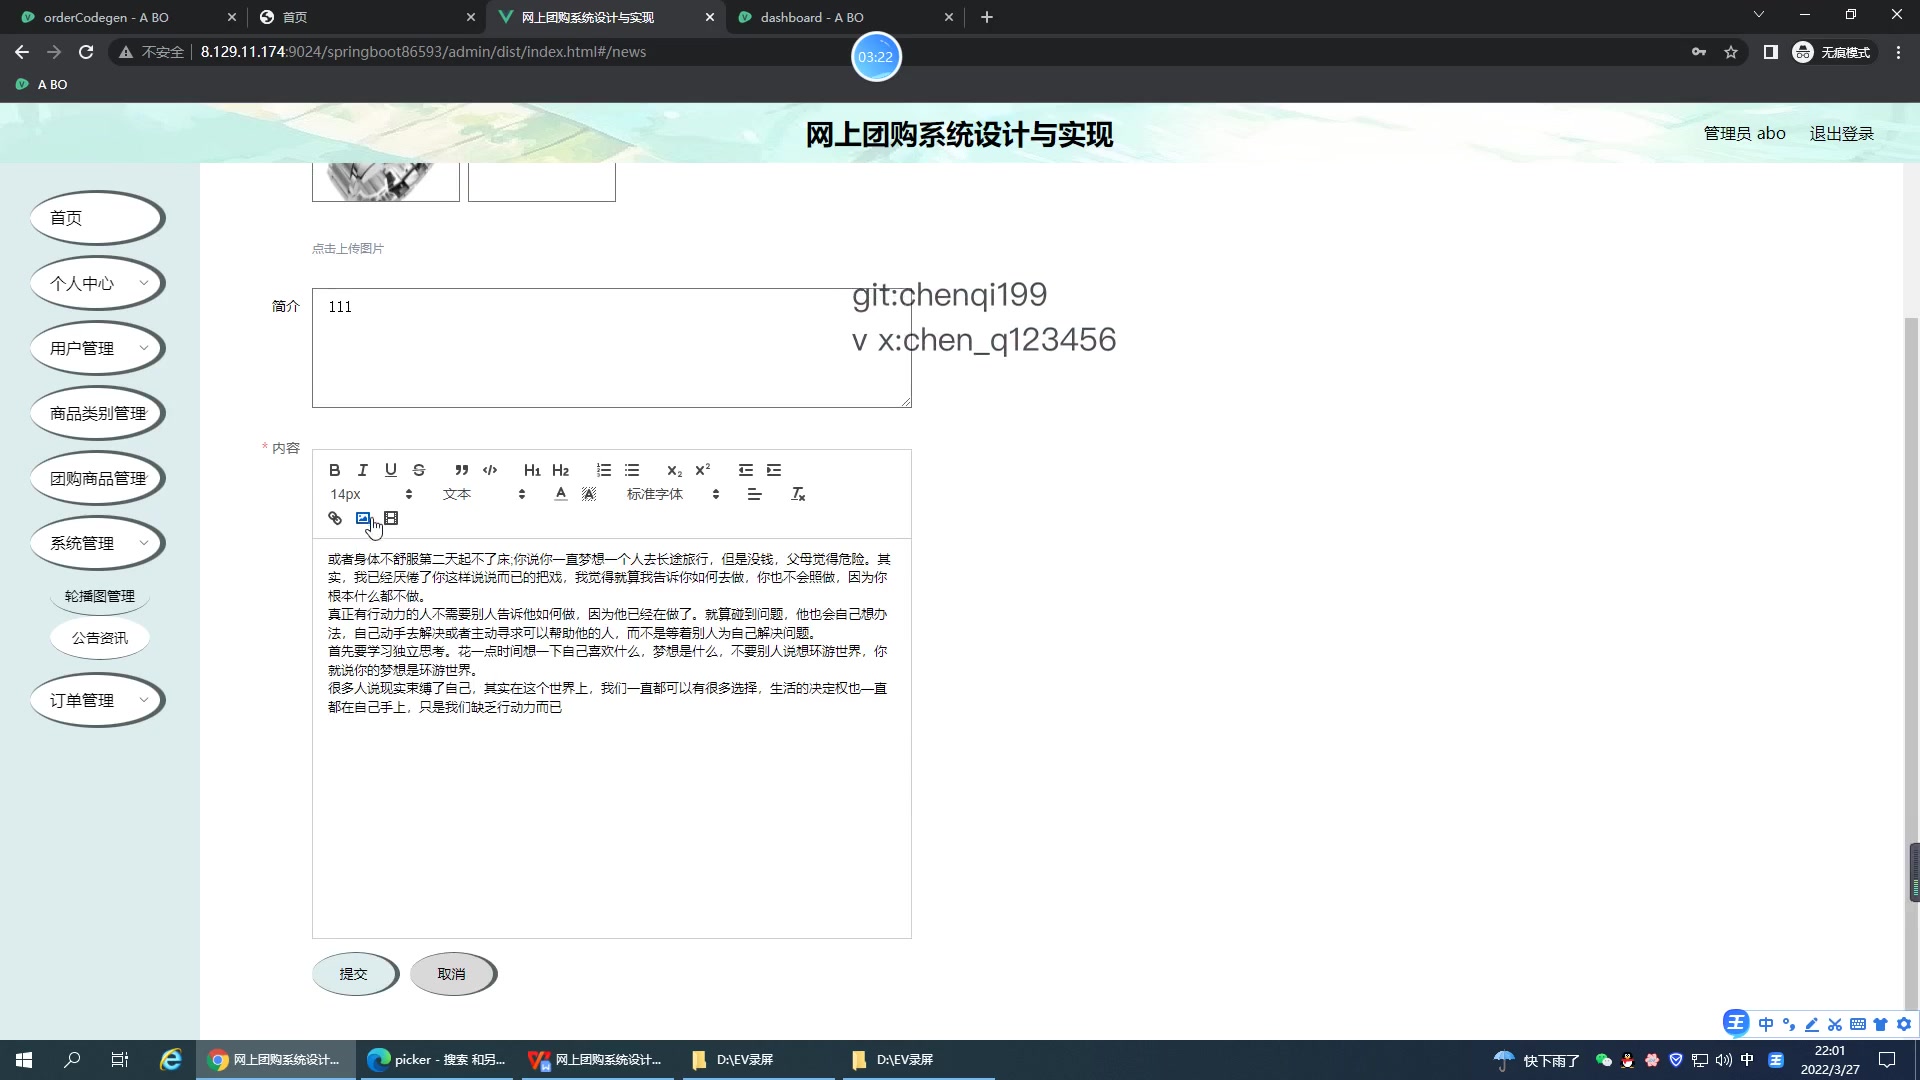 orderCodegen - A BO
首页
网上团购系统设计与实现
dashboard - A BO
不安全
8.129.11.174:9024/springboot86593/admin/dist/index.html#/news
03:22
无痕模式
A BO
网上团购系统设计与实现
管理员 abo
退出登录
首页
个人中心
用户管理
商品类别管理
团购商品管理
系统管理
轮播图管理
公告资讯
订单管理
点击上传图片
简介
111
git:chenqi199
v x:chen_q123456
* 内容
B I U S H1 H2 x₂ x²
14px 文本 A A 标准字体
或者身体不舒服第二天起不了床;你说你一直梦想一个人去长途旅行，但是没钱，父母觉得危险。其
实，我已经厌倦了你这样说说而已的把戏，我觉得就算我告诉你如何去做，你也不会照做，因为你
根本什么都不做。
真正有行动力的人不需要别人告诉他如何做，因为他已经在做了。就算碰到问题，他也会自己想办
法，自己动手去解决或者主动寻求可以帮助他的人，而不是等着别人为自己解决问题。
首先要学习独立思考。花一点时间想一下自己喜欢什么，梦想是什么，不要别人说想环游世界，你
就说你的梦想是环游世界。
很多人说现实束缚了自己，其实在这个世界上，我们一直都可以有很多选择，生活的决定权也—直
都在自己手上，只是我们缺乏行动力而已
提交
取消
中
网上团购系统设计...
picker - 搜索 和另...
网上团购系统设计...
D:\EV录屏
D:\EV录屏
快下雨了
中
22:01
2022/3/27